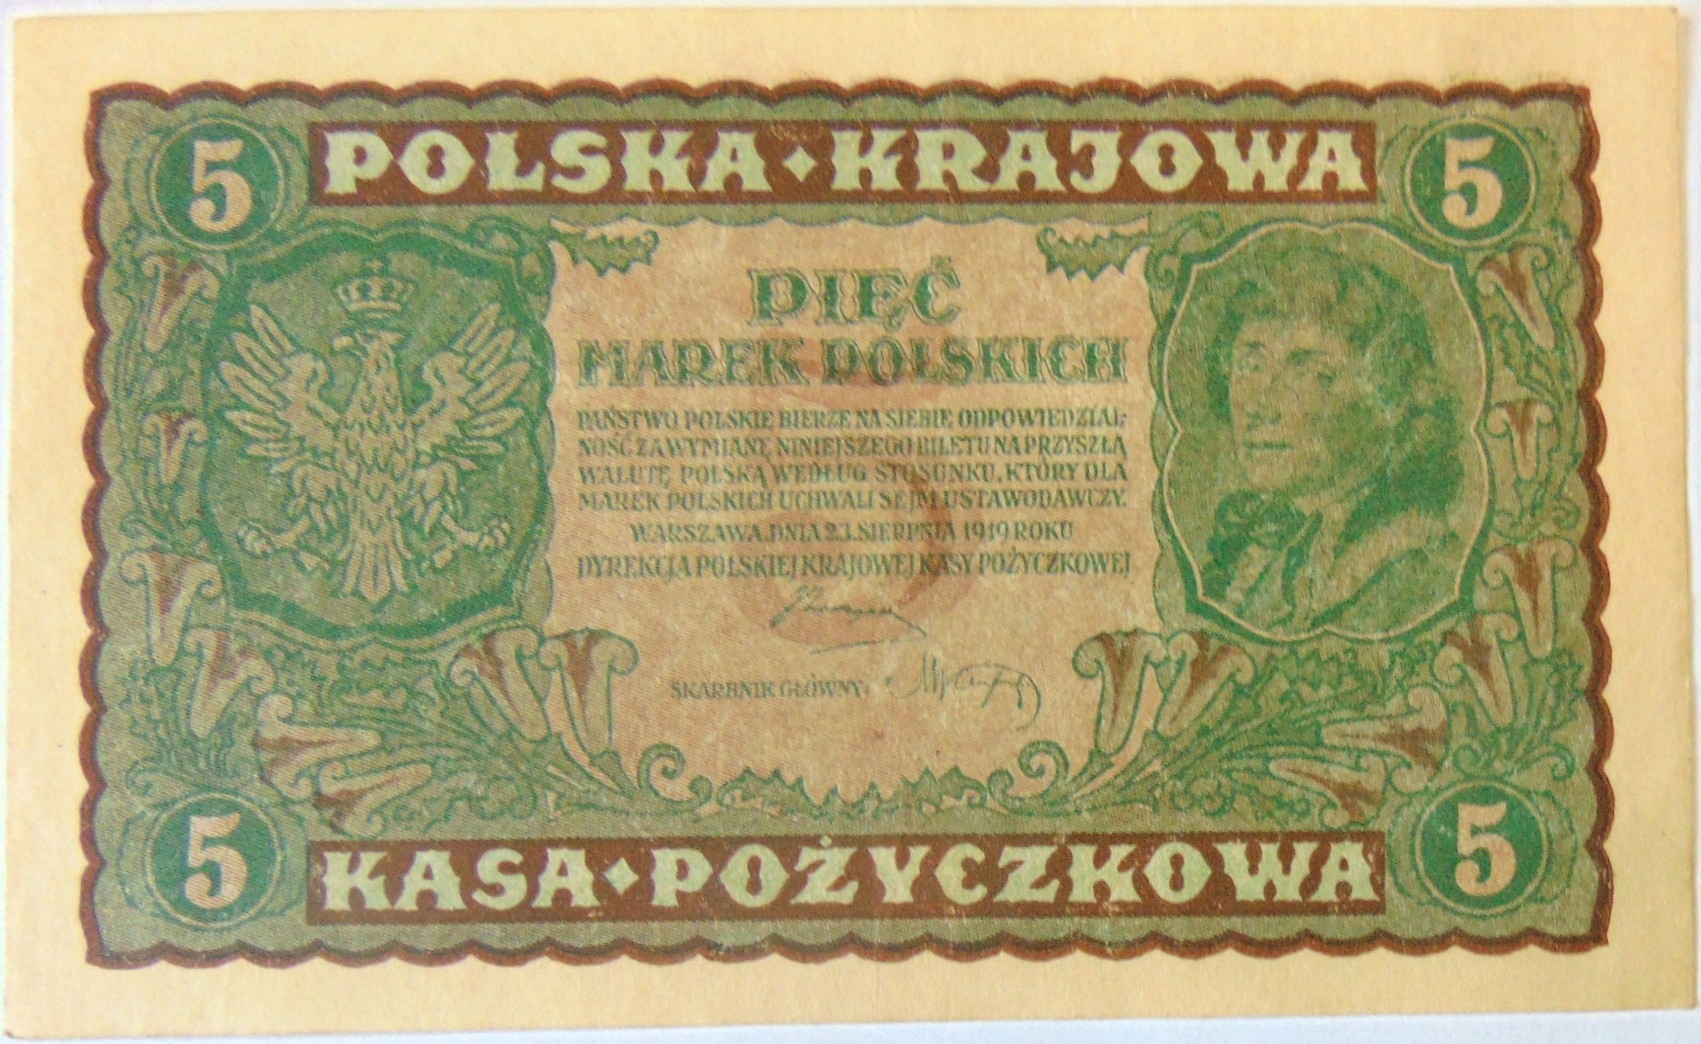 5 POLSKA · KRAJOWA 5
PIĘĆ
MAREK POLSKICH
PAŃSTWO POLSKIE BIERZE NA SIEBIE ODPOWIEDZIAL-
NOŚĆ ZA WYMIANĘ NINIEJSZEGO BILETU NA PRZYSZŁĄ
WALUTĘ POLSKĄ WEDŁUG STOSUNKU, KTÓRY DLA
MAREK POLSKICH UCHWALI SEJM USTAWODAWCZY.
WARSZAWA, DNIA 23. SIERPNIA 1919 ROKU
DYREKCJA POLSKIEJ KRAJOWEJ KASY POŻYCZKOWEJ
SKARBNIK GŁÓWNY:
5 KASA · POŻYCZKOWA 5